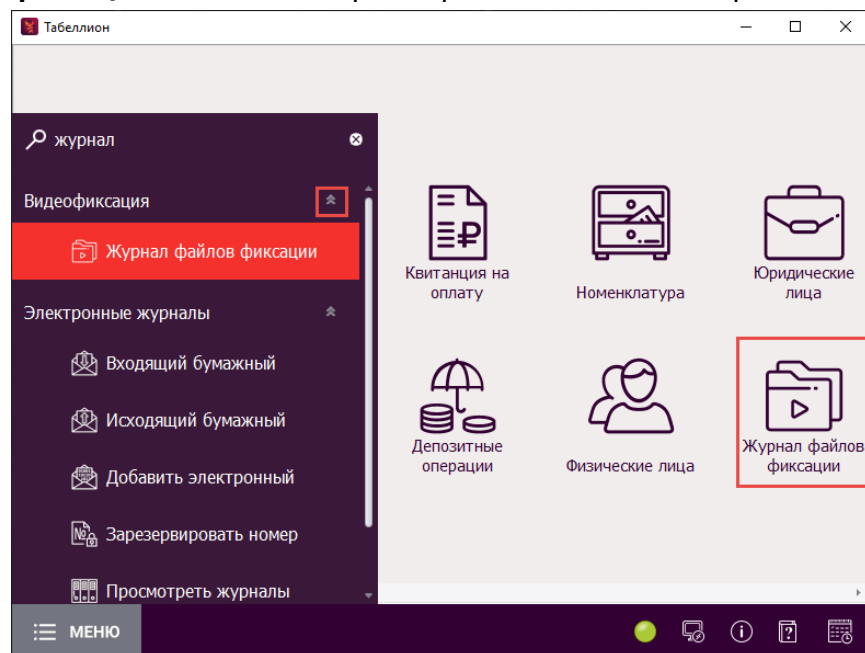 Табеллион
журнал
Видеофиксация
Журнал файлов фиксации
Электронные журналы
Входящий бумажный
Исходящий бумажный
Добавить электронный
Зарезервировать номер
Просмотреть журналы
Квитанция на
оплату
Номенклатура
Юридические
лица
Депозитные
операции
Физические лица
Журнал файлов
фиксации
МЕНЮ